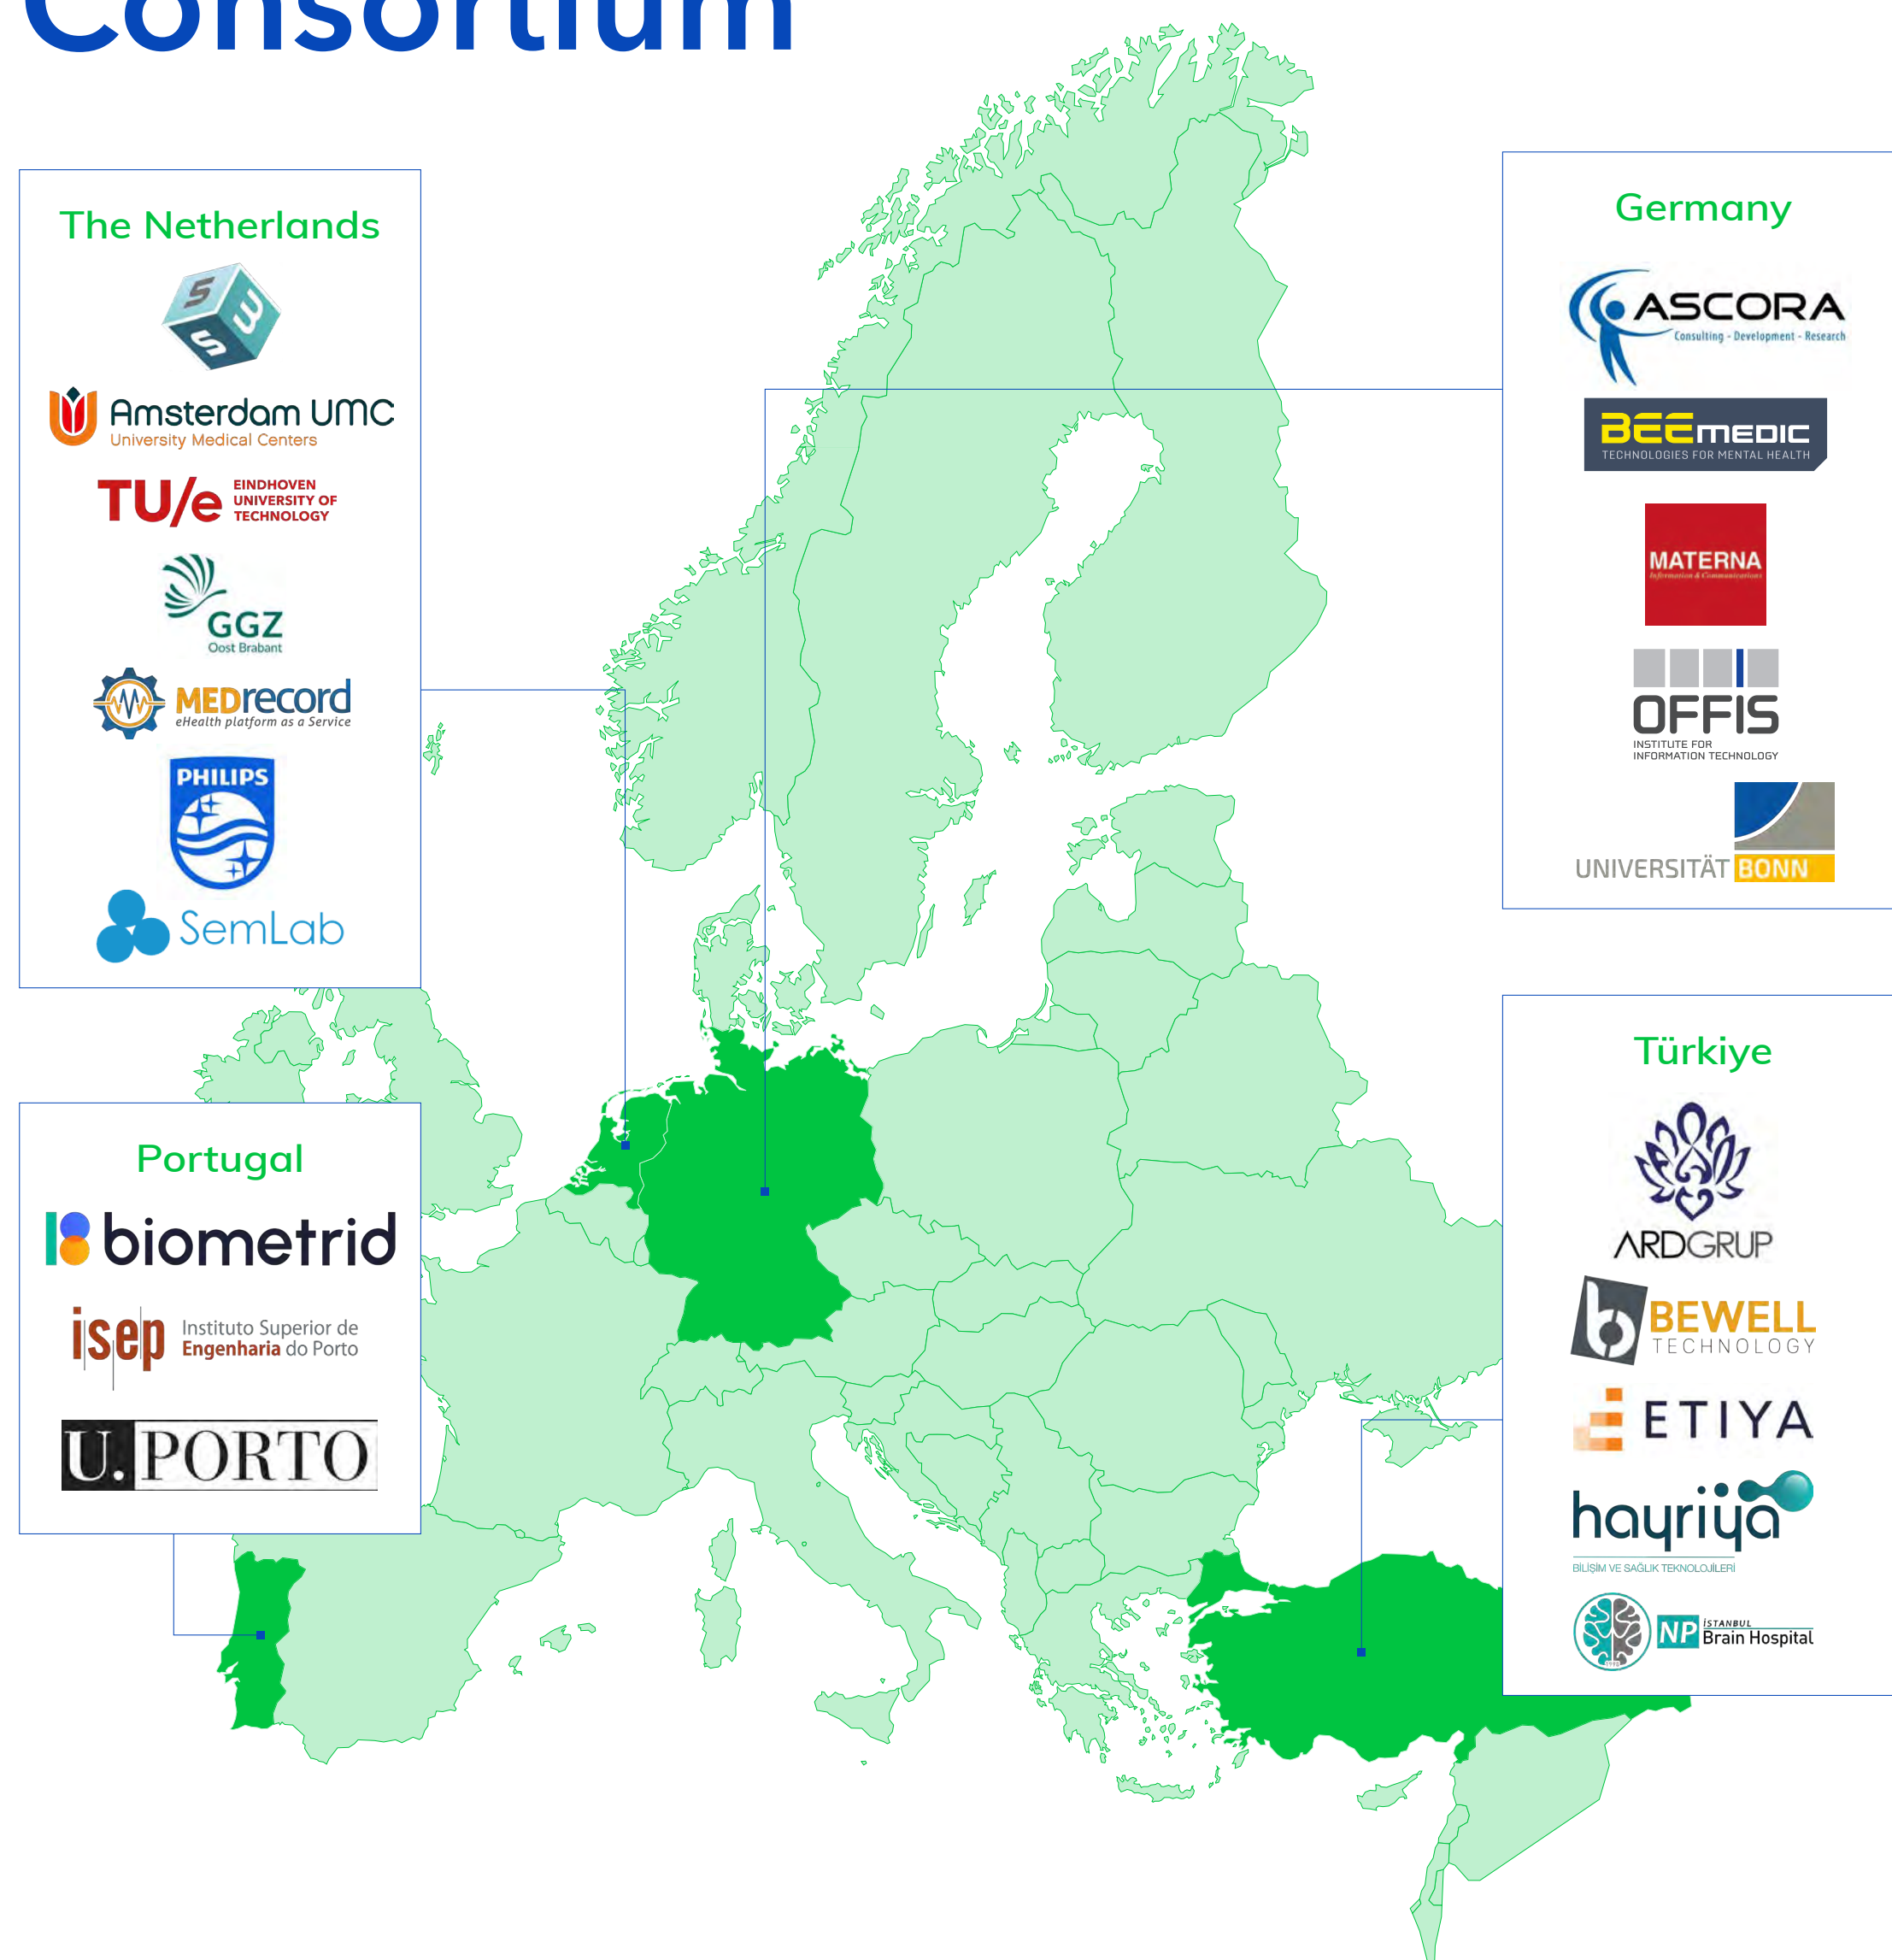 Consortium
The Netherlands
S S 3
Amsterdam UMC
University Medical Centers
TU/e EINDHOVEN
UNIVERSITY OF
TECHNOLOGY
GGZ
Oost Brabant
MEDrecord
eHealth platform as a Service
PHILIPS
SemLab
Portugal
biometrid
isep Instituto Superior de
Engenharia do Porto
U. PORTO
Germany
ASCORA
Consulting - Development - Research
BEEMEDIC
TECHNOLOGIES FOR MENTAL HEALTH
MATERNA
Information & Communications
OFFIS
INSTITUTE FOR
INFORMATION TECHNOLOGY
UNIVERSITÄT BONN
Türkiye
ARDGRUP
b BEWELL
TECHNOLOGY
ETIYA
hayriya
BİLİŞİM VE SAĞLIK TEKNOLOJİLERİ
NP İSTANBUL
Brain Hospital